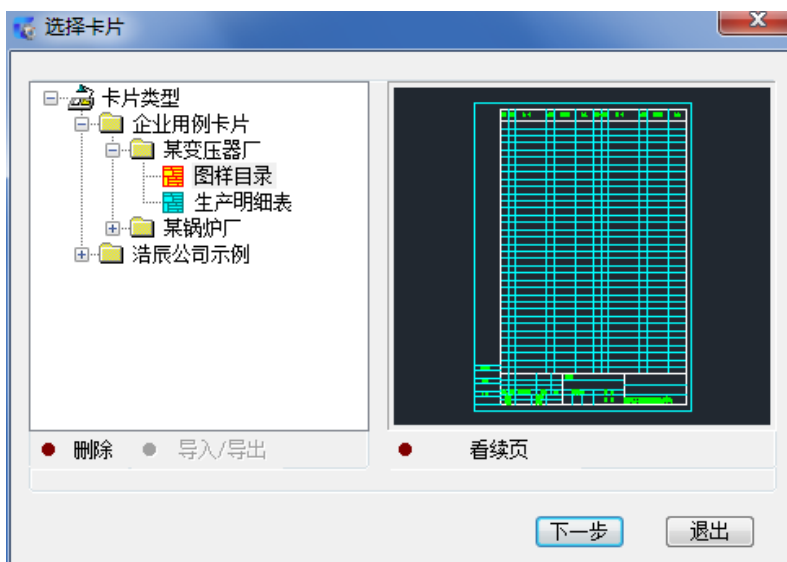 选择卡片
卡片类型
企业用例卡片
某变压器厂
图样目录
生产明细表
某锅炉厂
浩辰公司示例
删除 导入/导出 看续页
下一步 退出